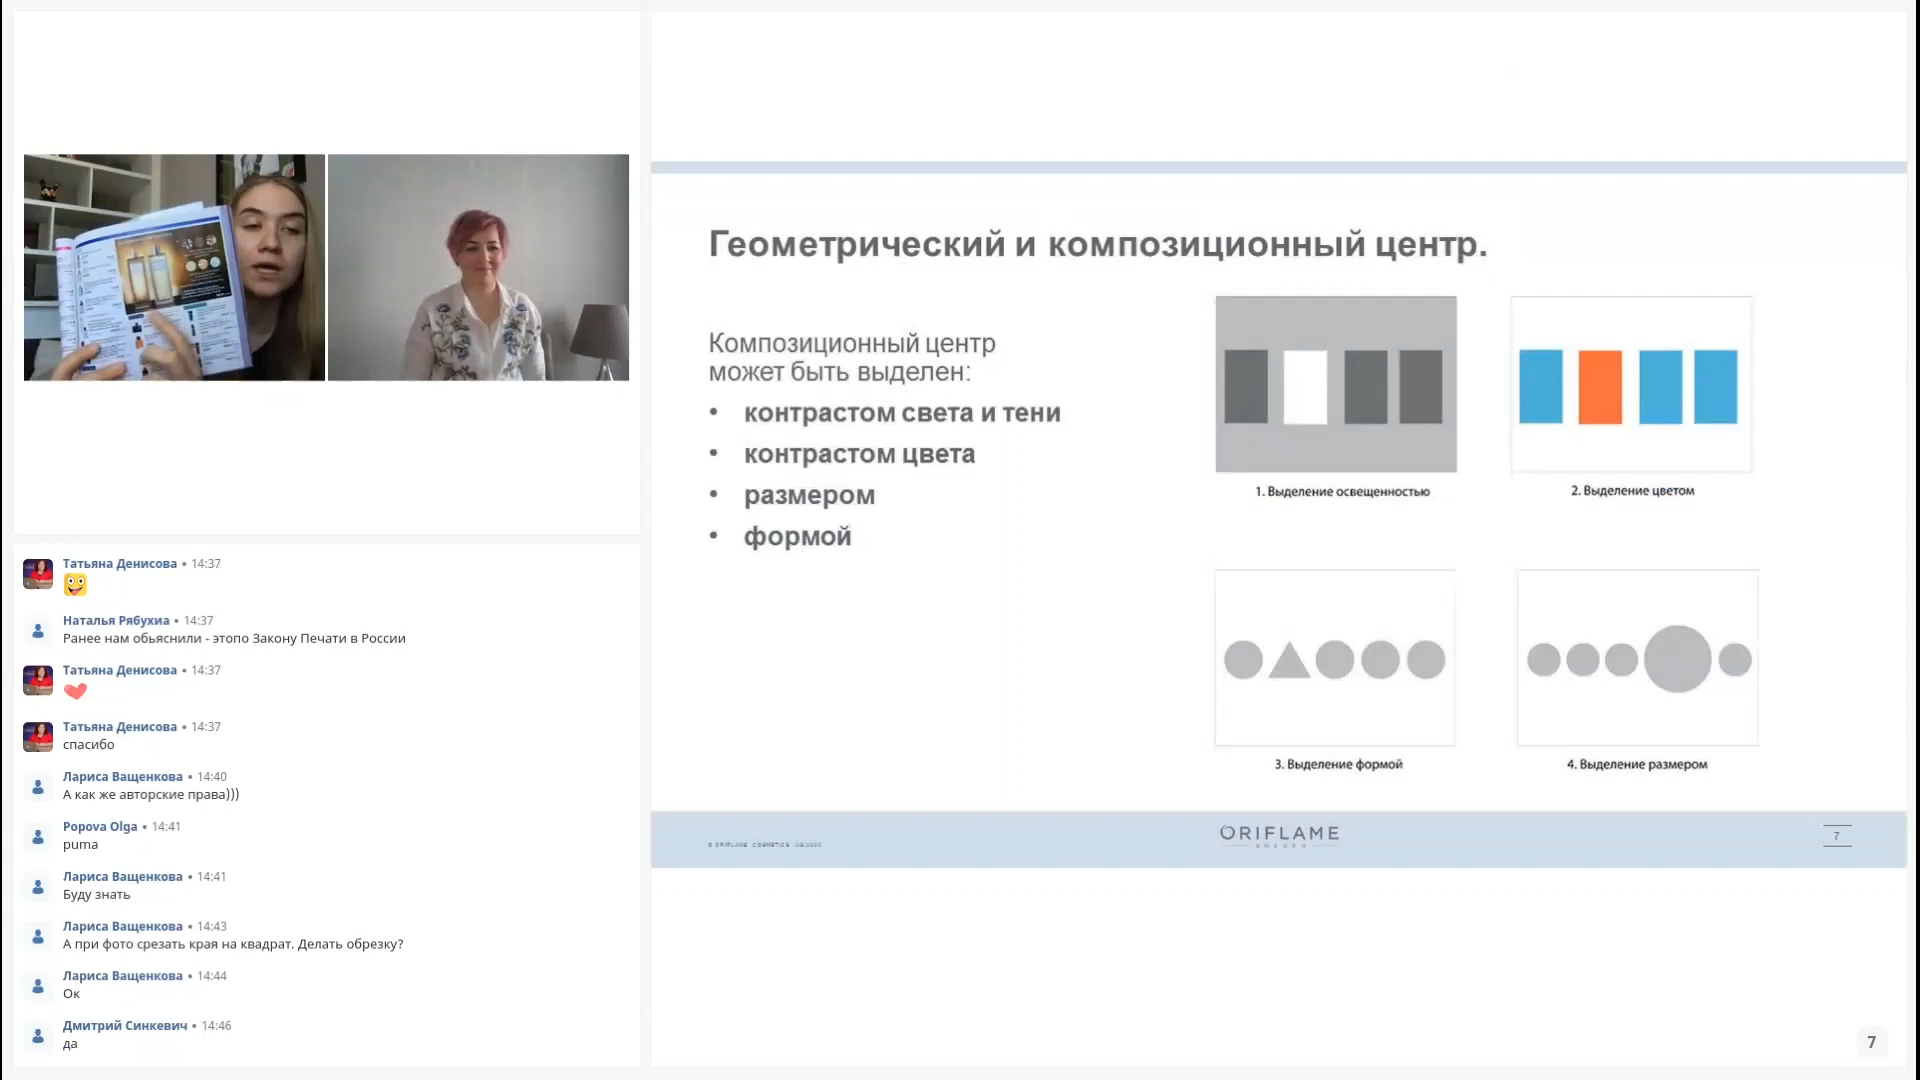 Геометрический и композиционный центр.
Композиционный центр
может быть выделен:
• контрастом света и тени
• контрастом цвета
• размером
• формой
1. Выделение освещенностью
2. Выделение цветом
3. Выделение формой
4. Выделение размером
ORIFLAME
SWEDEN
7
7
Татьяна Денисова • 14:37
Наталья Рябухиа • 14:37
Ранее нам обьяснили - этопо Закону Печати в России
Татьяна Денисова • 14:37
Татьяна Денисова • 14:37
спасибо
Лариса Ващенкова • 14:40
А как же авторские права)))
Popova Olga • 14:41
puma
Лариса Ващенкова • 14:41
Буду знать
Лариса Ващенкова • 14:43
А при фото срезать края на квадрат. Делать обрезку?
Лариса Ващенкова • 14:44
Ок
Дмитрий Синкевич • 14:46
да